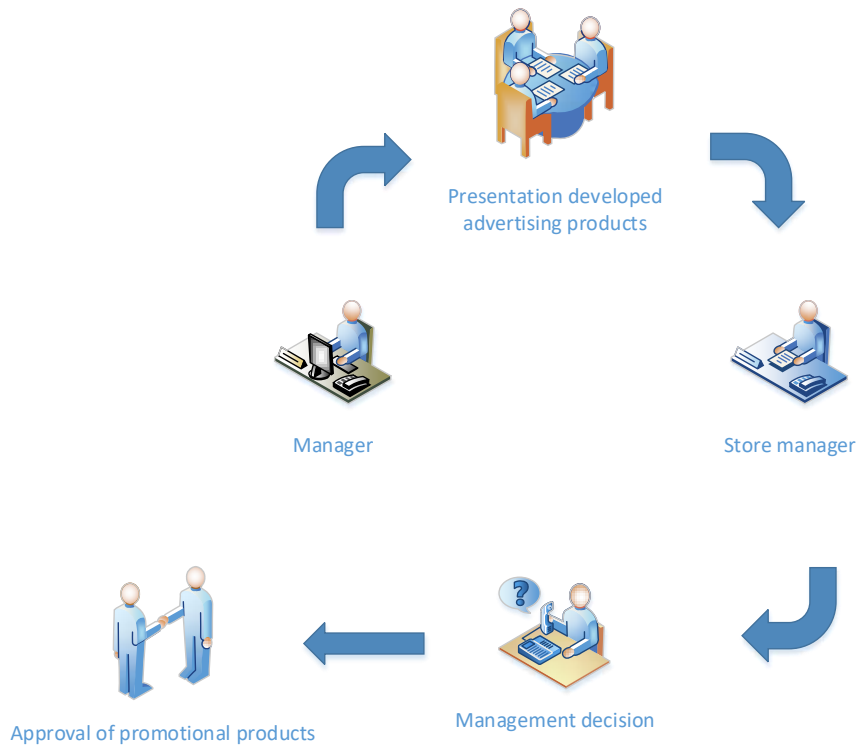 Presentation developed
advertising products
Manager
Store manager
?
Management decision
Approval of promotional products